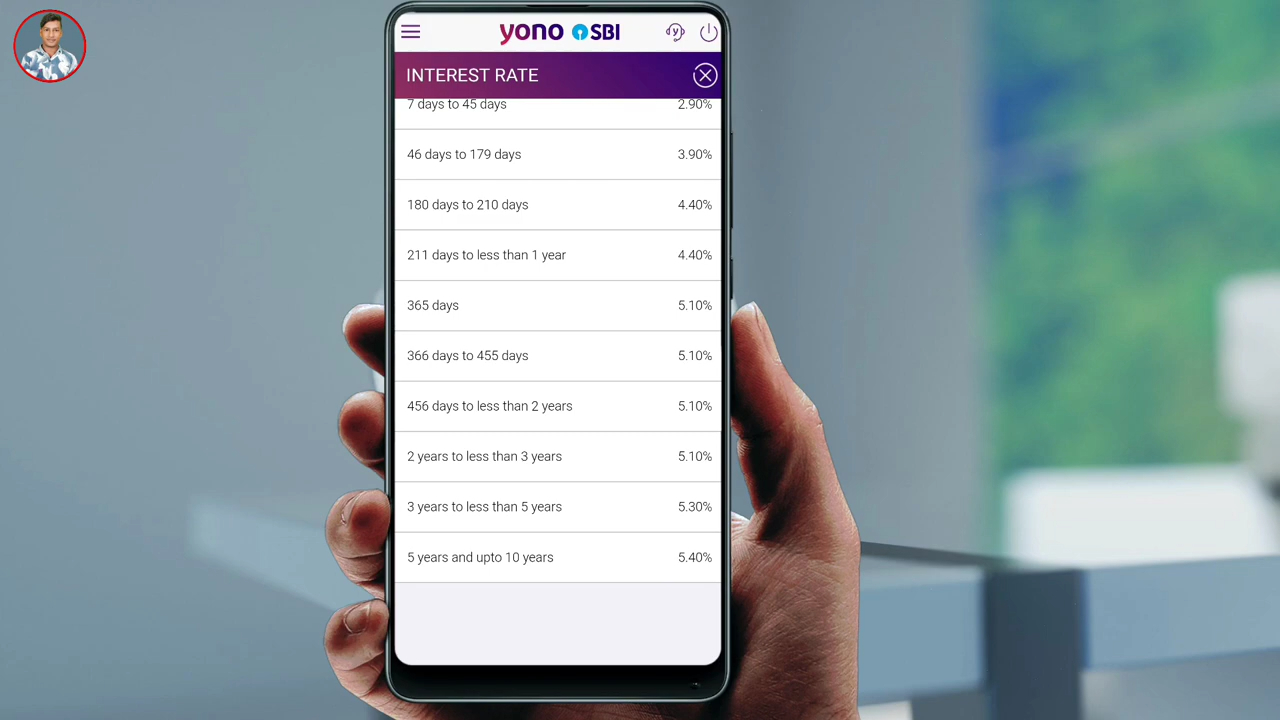 yono SBI
INTEREST RATE
7 days to 45 days 2.90%
46 days to 179 days 3.90%
180 days to 210 days 4.40%
211 days to less than 1 year 4.40%
365 days 5.10%
366 days to 455 days 5.10%
456 days to less than 2 years 5.10%
2 years to less than 3 years 5.10%
3 years to less than 5 years 5.30%
5 years and upto 10 years 5.40%